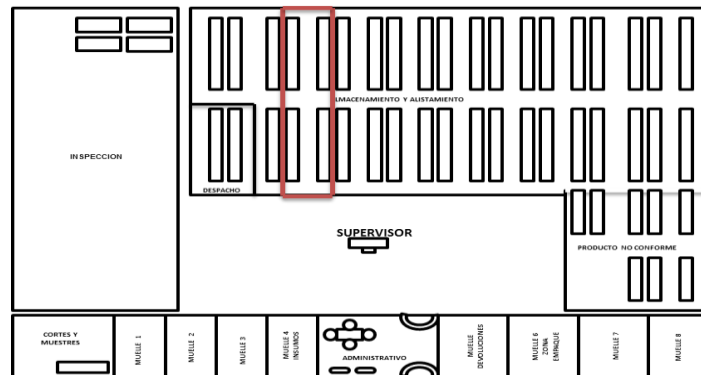 LMACENAMIENTO Y ALISTAMIENTO
INSPECCION
DESPACHO
SUPERVISOR
PRODUCTO NO CONFORME
CORTES Y
MUESTRES
MUELLE 1
MUELLE 2
MUELLE 3
MUELLE 4
INSUMOS
ADMINISTRATIVO
MUELLE
DEVOLUCIONES
MUELLE 6
ZONA
EMPAQUE
MUELLE 7
MUELLE 8